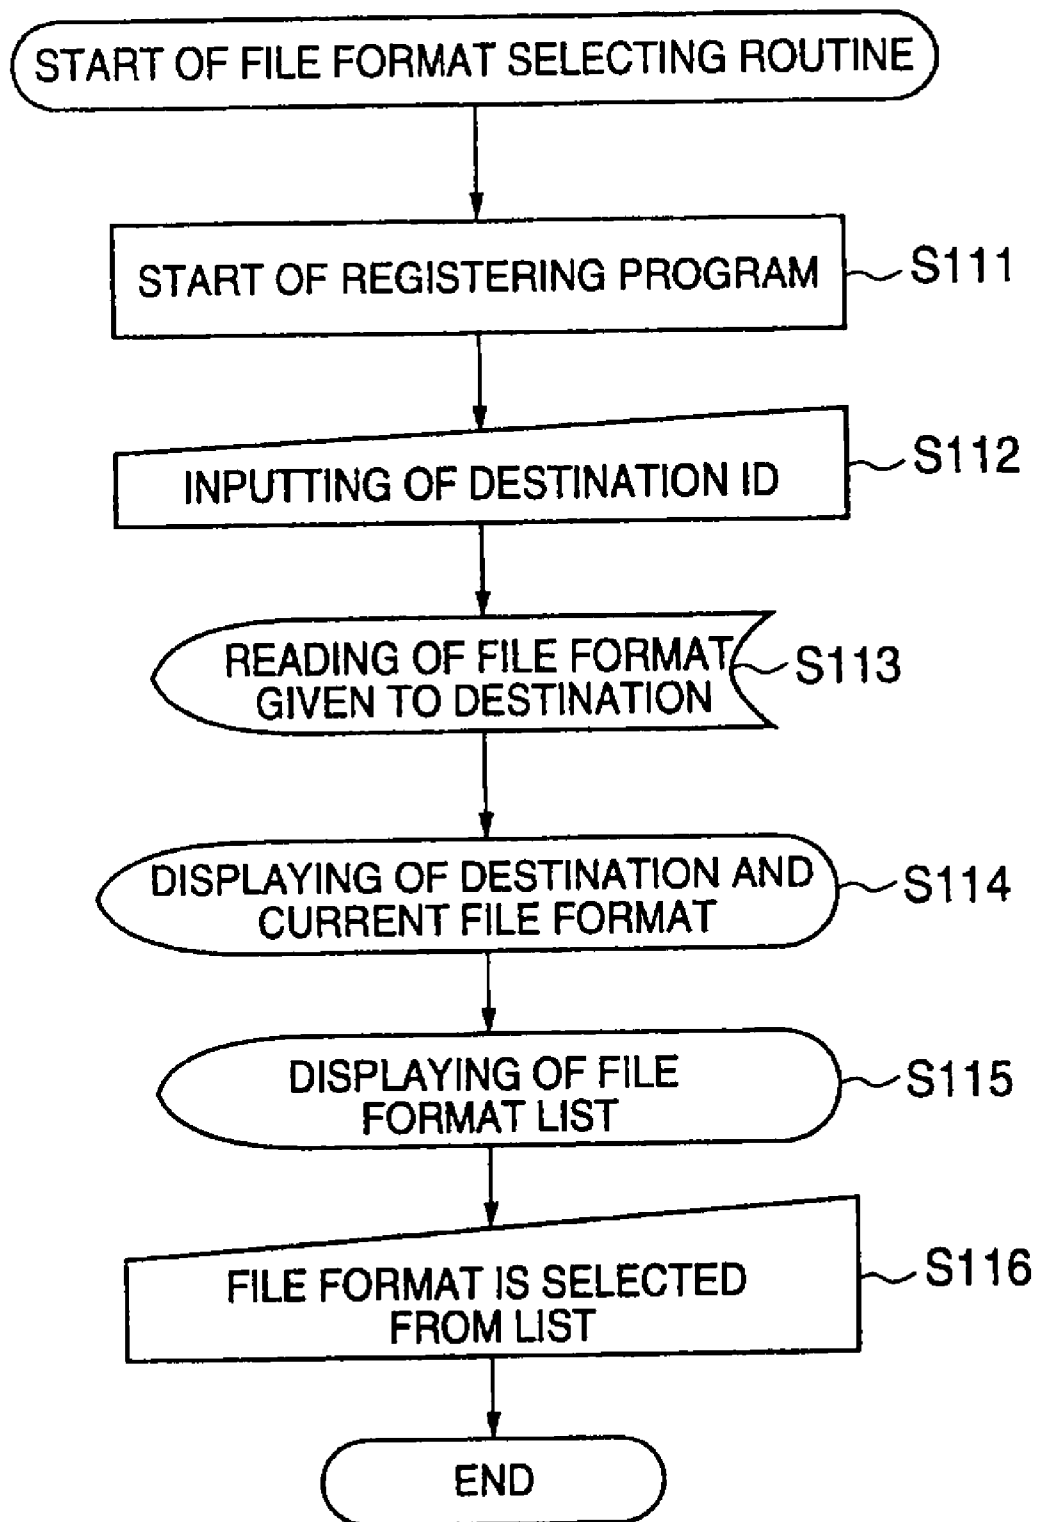 START OF FILE FORMAT SELECTING ROUTINE
START OF REGISTERING PROGRAM
S111
INPUTTING OF DESTINATION ID
S112
READING OF FILE FORMAT
GIVEN TO DESTINATION
S113
DISPLAYING OF DESTINATION AND
CURRENT FILE FORMAT
S114
DISPLAYING OF FILE
FORMAT LIST
S115
FILE FORMAT IS SELECTED
FROM LIST
S116
END